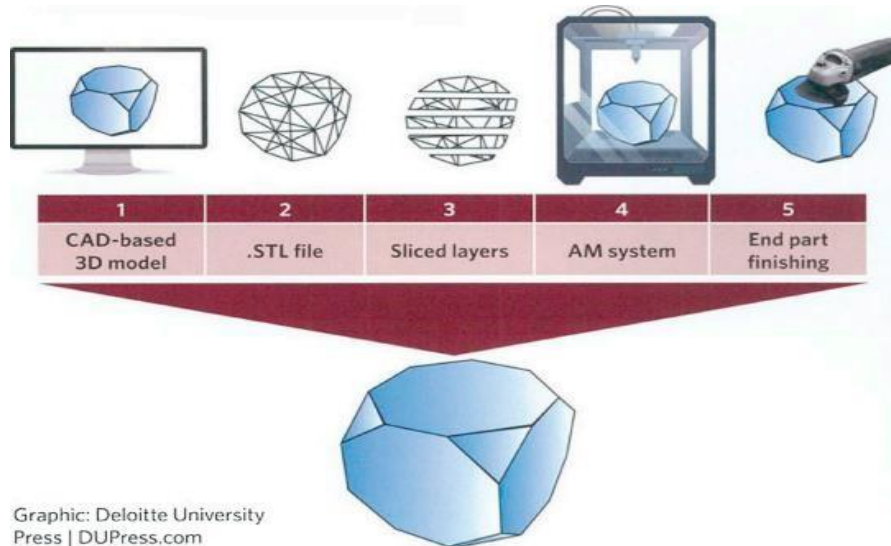 1 2 3 4 5
CAD-based 3D model
.STL file
Sliced layers
AM system
End part finishing
Graphic: Deloitte University
Press | DUPress.com